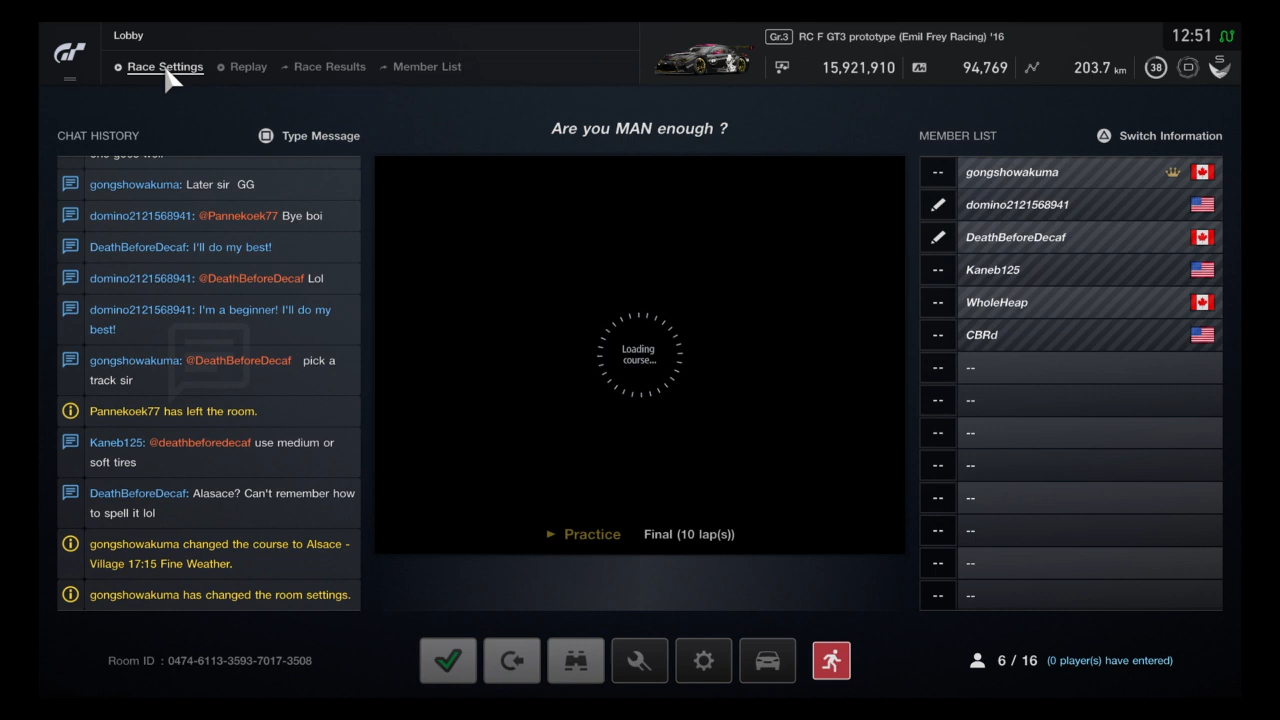 Lobby
Race Settings Replay Race Results Member List
Gr.3 RC F GT3 prototype (Emil Frey Racing) '16
12:51
15,921,910 94,769 203.7 km 38 S
CHAT HISTORY Type Message
one goes well
gongshowakuma: Later sir GG
domino2121568941: @Pannekoek77 Bye boi
DeathBeforeDecaf: I'll do my best!
domino2121568941: @DeathBeforeDecaf Lol
domino2121568941: I'm a beginner! I'll do my
best!
gongshowakuma: @DeathBeforeDecaf pick a
track sir
Pannekoek77 has left the room.
Kaneb125: @deathbeforedecaf use medium or
soft tires
DeathBeforeDecaf: Alasace? Can't remember how
to spell it lol
gongshowakuma changed the course to Alsace -
Village 17:15 Fine Weather.
gongshowakuma has changed the room settings.
Are you MAN enough ?
Loading
course...
Practice Final (10 lap(s))
MEMBER LIST Switch Information
-- gongshowakuma
domino2121568941
DeathBeforeDecaf
-- Kaneb125
-- WholeHeap
-- CBRd
-- --
-- --
-- --
-- --
-- --
-- --
-- --
-- --
Room ID : 0474-6113-3593-7017-3508
6 / 16 (0 player(s) have entered)